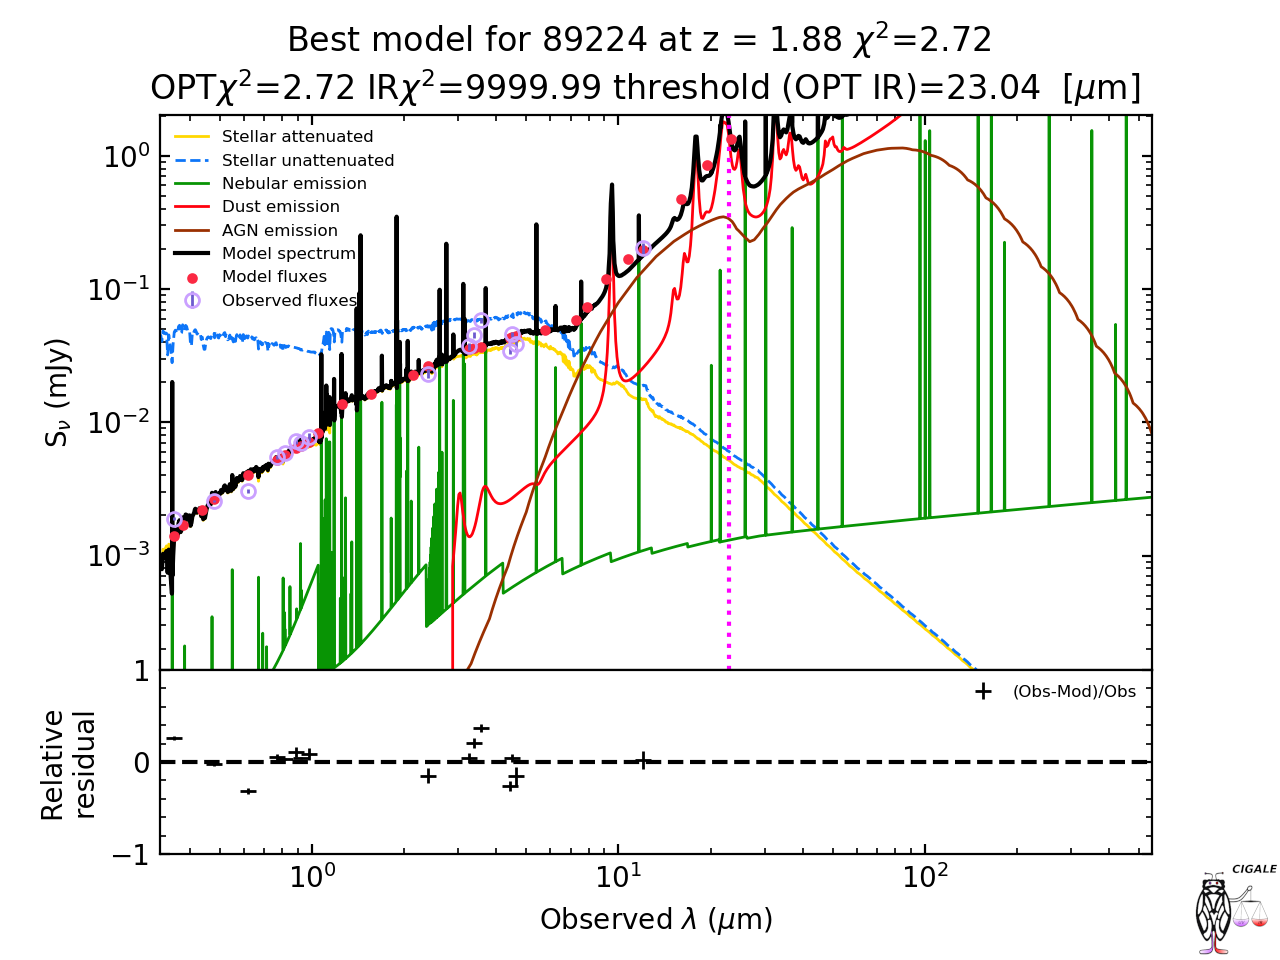 Best model for 89224 at z = 1.88 χ²=2.72
OPTχ²=2.72 IRχ²=9999.99 threshold (OPT IR)=23.04 [μm]
Stellar attenuated
Stellar unattenuated
Nebular emission
Dust emission
AGN emission
Model spectrum
Model fluxes
Observed fluxes
10⁰
10⁻¹
10⁻²
10⁻³
S_ν (mJy)
1
0
−1
Relative
residual
(Obs-Mod)/Obs
10⁰ 10¹ 10²
Observed λ (μm)
CIGALE